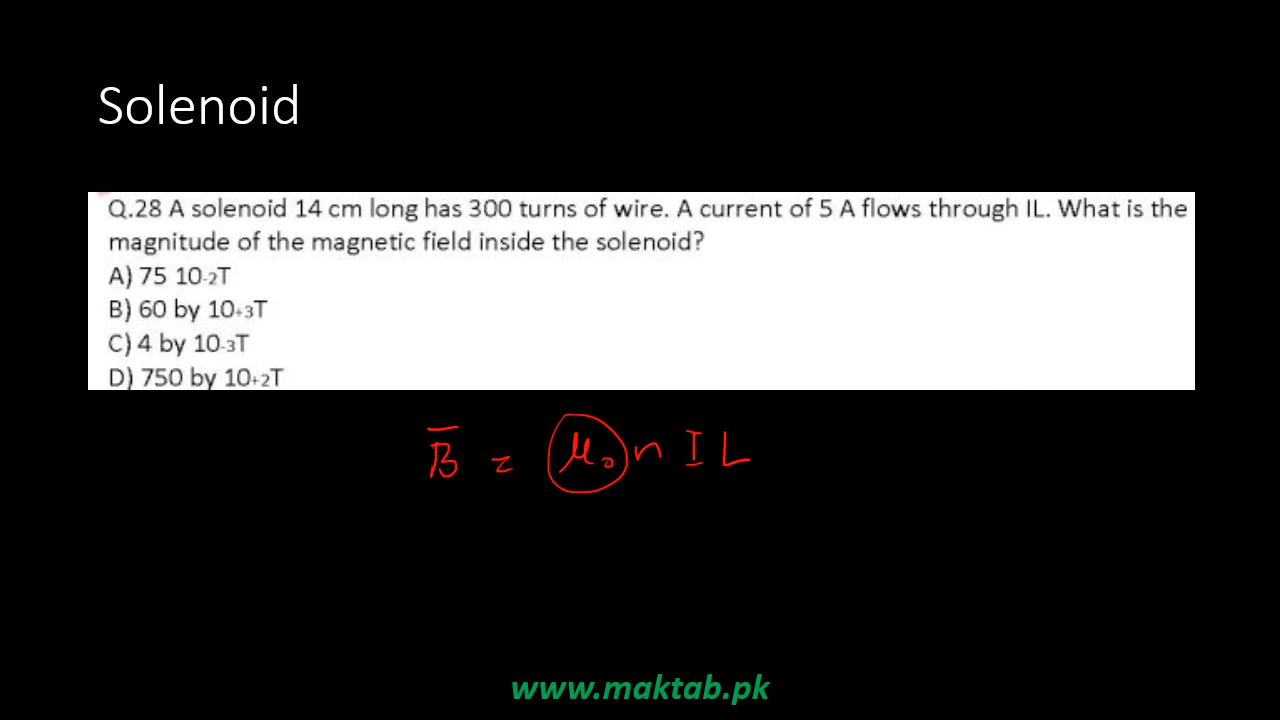 Solenoid
Q.28 A solenoid 14 cm long has 300 turns of wire. A current of 5 A flows through IL. What is the
magnitude of the magnetic field inside the solenoid?
A) 75 10-2T
B) 60 by 10+3T
C) 4 by 10-3T
D) 750 by 10+2T
B̅ = μ₀ n I L
www.maktab.pk